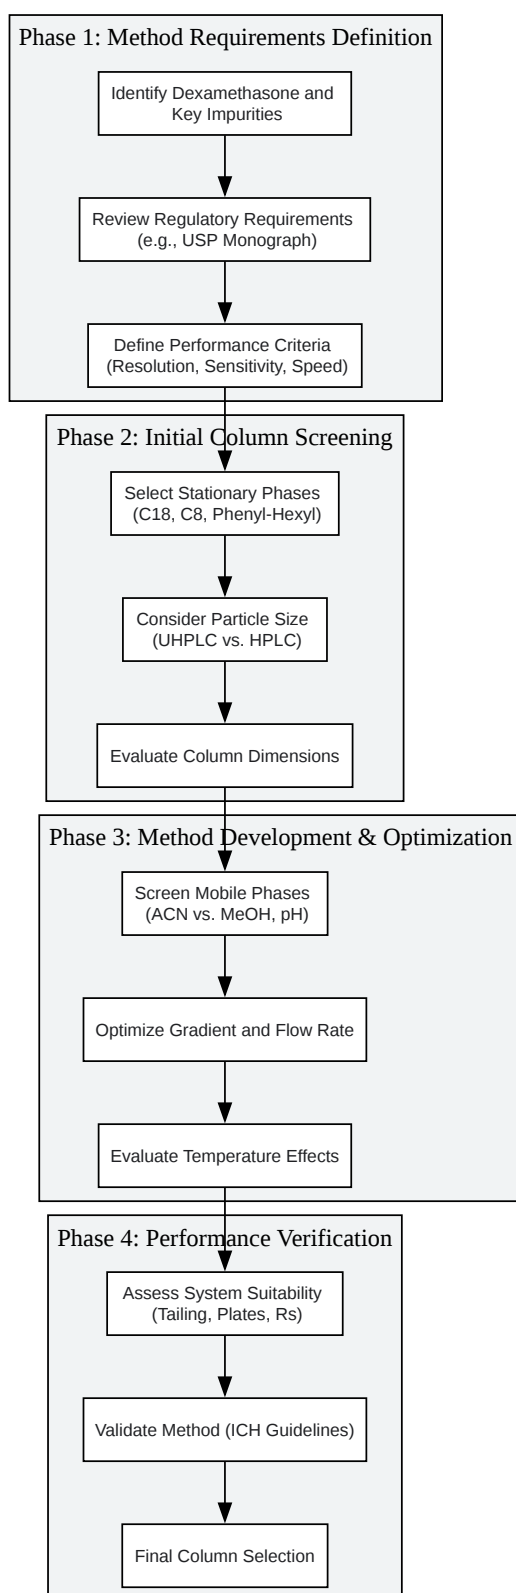 Phase 1: Method Requirements Definition
Identify Dexamethasone and
Key Impurities
Review Regulatory Requirements
(e.g., USP Monograph)
Define Performance Criteria
(Resolution, Sensitivity, Speed)
Phase 2: Initial Column Screening
Select Stationary Phases
(C18, C8, Phenyl-Hexyl)
Consider Particle Size
(UHPLC vs. HPLC)
Evaluate Column Dimensions
Phase 3: Method Development & Optimization
Screen Mobile Phases
(ACN vs. MeOH, pH)
Optimize Gradient and Flow Rate
Evaluate Temperature Effects
Phase 4: Performance Verification
Assess System Suitability
(Tailing, Plates, Rs)
Validate Method (ICH Guidelines)
Final Column Selection